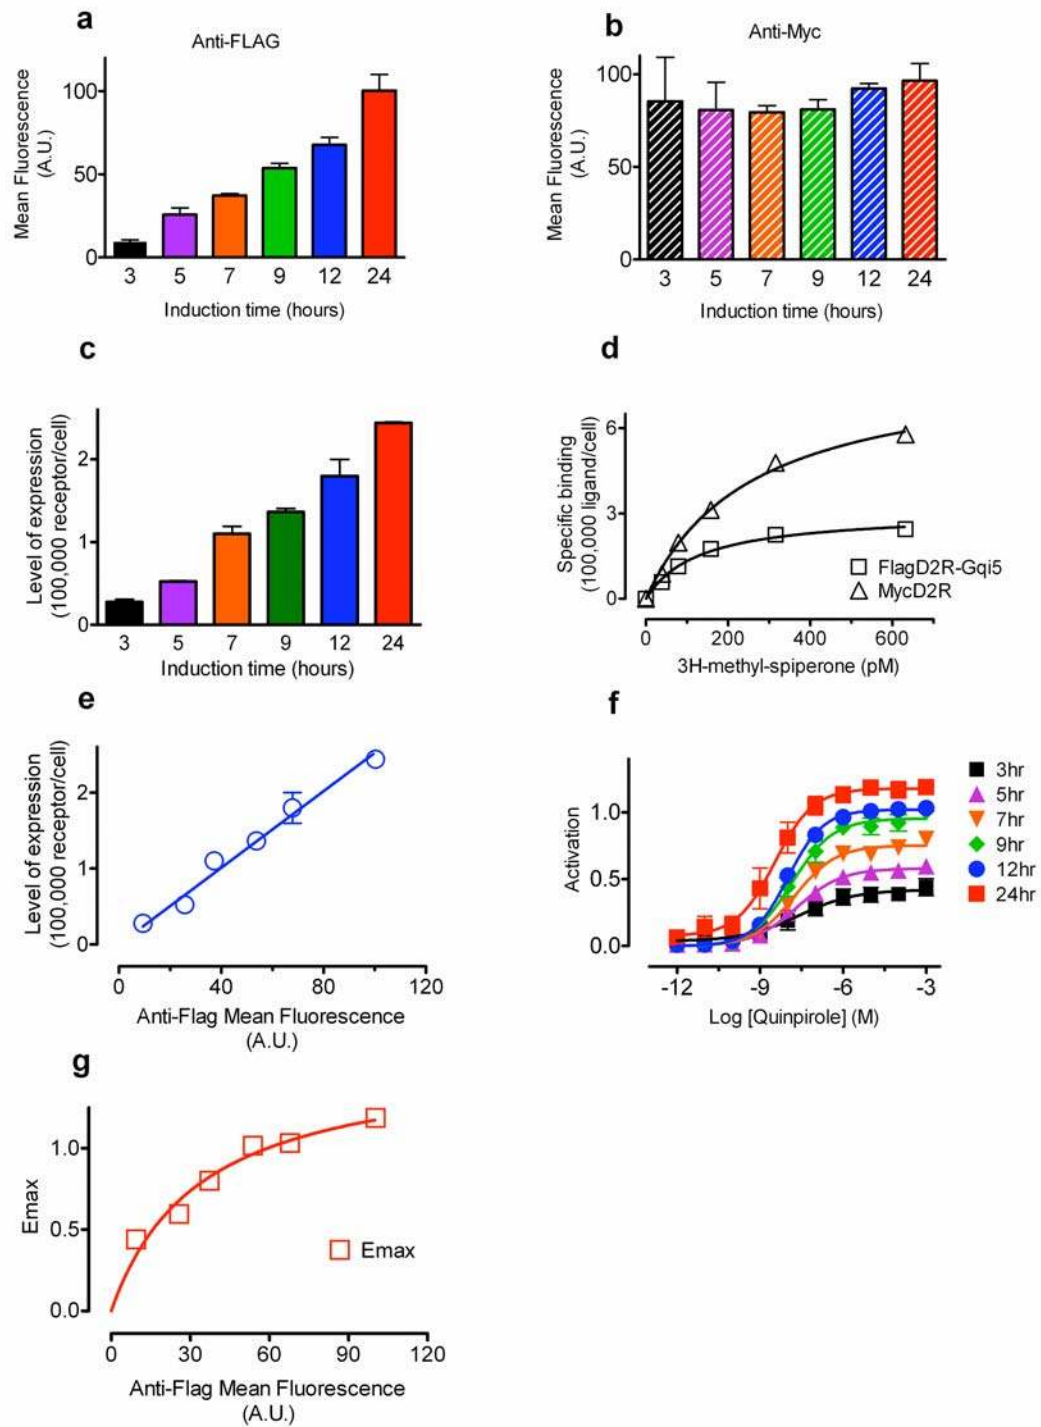 a
Anti-FLAG
Mean Fluorescence
(A.U.)
100
50
0
3 5 7 9 12 24
Induction time (hours)
b
Anti-Myc
Mean Fluorescence
(A.U.)
100
50
0
3 5 7 9 12 24
Induction time (hours)
c
Level of expression
(100,000 receptor/cell)
2
1
0
3 5 7 9 12 24
Induction time (hours)
d
Specific binding
(100,000 ligand/cell)
6
3
0
FlagD2R-Gqi5
MycD2R
0 200 400 600
3H-methyl-spiperone (pM)
e
Level of expression
(100,000 receptor/cell)
2
1
0
0 40 80 120
Anti-Flag Mean Fluorescence
(A.U.)
f
Activation
1.0
0.5
0.0
-12 -9 -6 -3
Log [Quinpirole] (M)
3hr
5hr
7hr
9hr
12hr
24hr
g
Emax
1.0
0.5
0.0
Emax
0 30 60 90 120
Anti-Flag Mean Fluorescence
(A.U.)